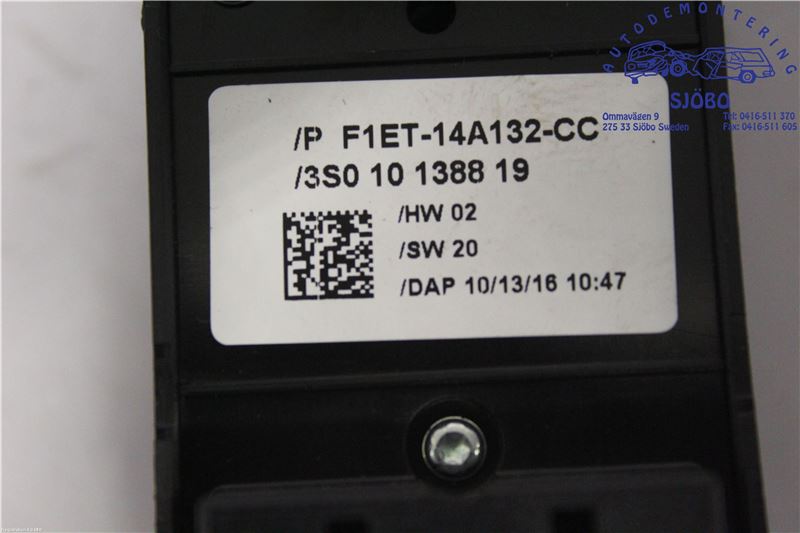 AUTODEMONTERING
SJÖBO
Ommavägen 9
275 33 Sjöbo Sweden
Tel: 0416-511 370
Fax: 0416-511 605
/P F1ET-14A132-CC
/3S0 10 1388 19
/HW 02
/SW 20
/DAP 10/13/16 10:47